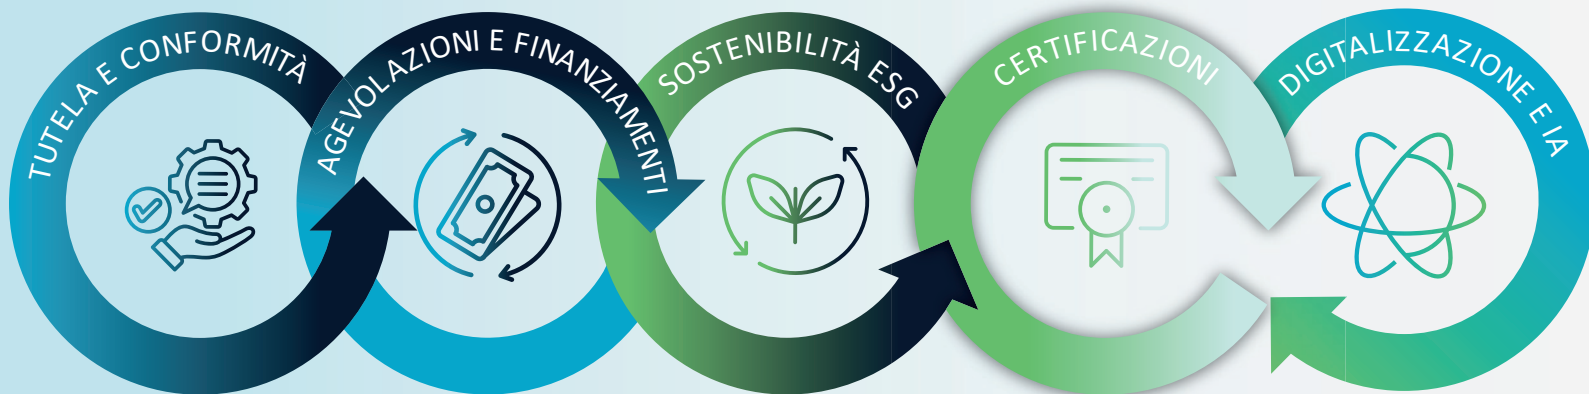 TUTELA E CONFORMITÀ
AGEVOLAZIONI E FINANZIAMENTI
SOSTENIBILITÀ ESG
CERTIFICAZIONI
DIGITALIZZAZIONE E IA